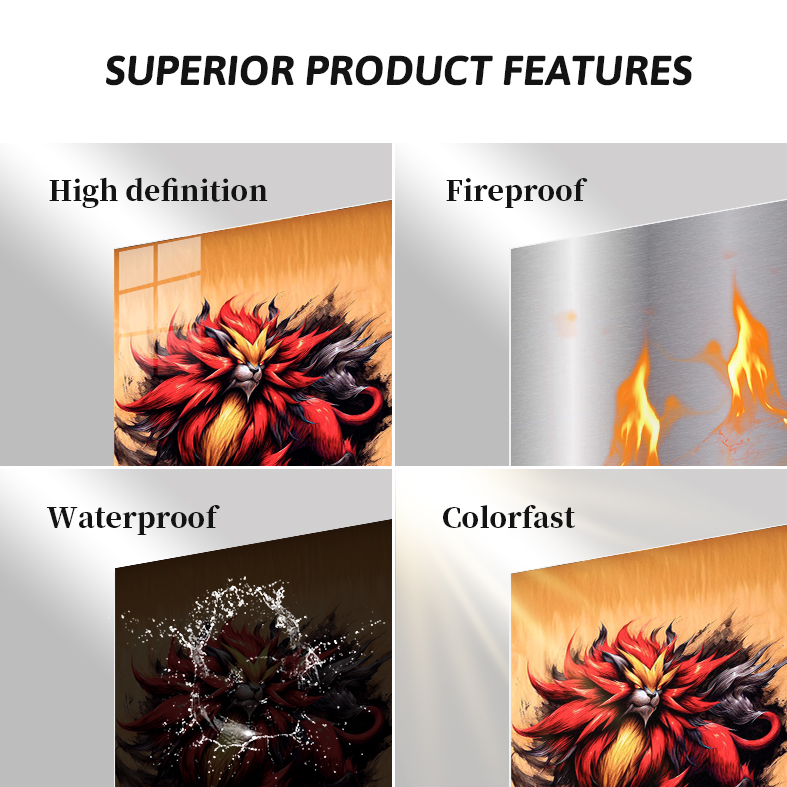 SUPERIOR PRODUCT FEATURES
High definition
Fireproof
Waterproof
Colorfast